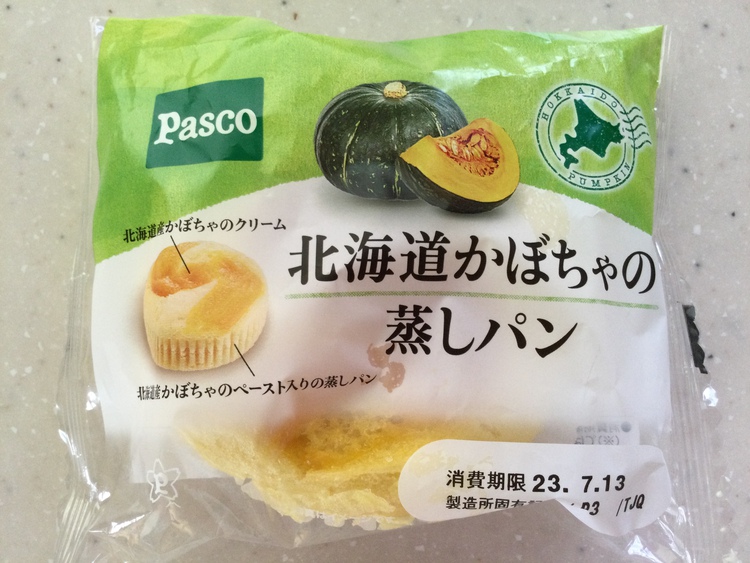 Pasco
HOKKAIDO
PUMPKIN
北海道産かぼちゃのクリーム
北海道かぼちゃの
蒸しパン
北海道産かぼちゃのペースト入りの蒸しパン
消費期限 23. 7.13
製造所固有 /TJQ